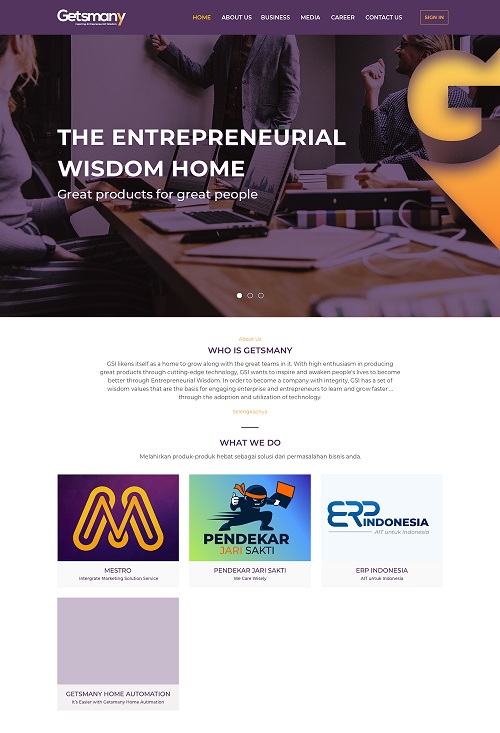 Getsmany
Inspiring Entrepreneurial Wisdom
HOME ABOUT US BUSINESS MEDIA CAREER CONTACT US SIGN IN
THE ENTREPRENEURIAL
WISDOM HOME
Great products for great people
About Us
WHO IS GETSMANY
GSI likens itself as a home to grow along with the great teams in it. With high enthusiasm in producing
great products through cutting-edge technology, GSI wants to inspire and awaken people's lives to become
better through Entrepreneurial Wisdom. In order to become a company with integrity, GSI has a set of
wisdom values that are the basis for engaging enterprise and entrepreneurs to learn and grow faster....
through the adoption and utilization of technology.
Selengkapnya
WHAT WE DO
Melahirkan produk-produk hebat sebagai solusi dari permasalahan bisnis anda.
PENDEKAR
JARI SAKTI
ERP INDONESIA
AIT untuk Indonesia
MESTRO
Intergrate Marketing Solution Service
PENDEKAR JARI SAKTI
We Care Wisely
ERP INDONESIA
AIT untuk Indonesia
GETSMANY HOME AUTOMATION
It's Easier with Getsmany Home Autimation